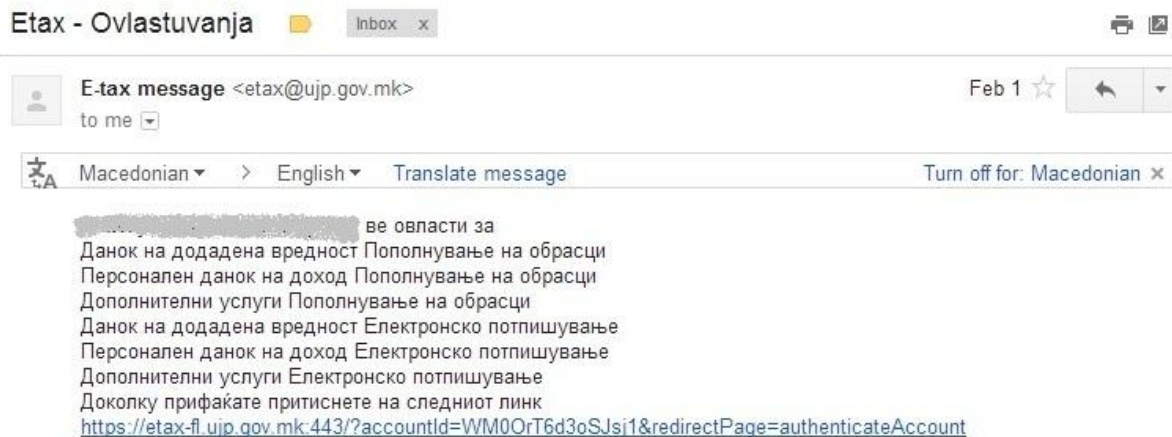 Etax - Ovlastuvanja Inbox x
E-tax message <etax@ujp.gov.mk> Feb 1
to me
Macedonian > English Translate message Turn off for: Macedonian ×
ве овласти за
Данок на додадена вредност Пополнување на обрасци
Персонален данок на доход Пополнување на обрасци
Дополнителни услуги Пополнување на обрасци
Данок на додадена вредност Електронско потпишување
Персонален данок на доход Електронско потпишување
Дополнителни услуги Електронско потпишување
Доколку прифаќате притиснете на следниот линк
https://etax-fl.ujp.gov.mk:443/?accountId=WM0OrT6d3oSJsj1&redirectPage=authenticateAccount